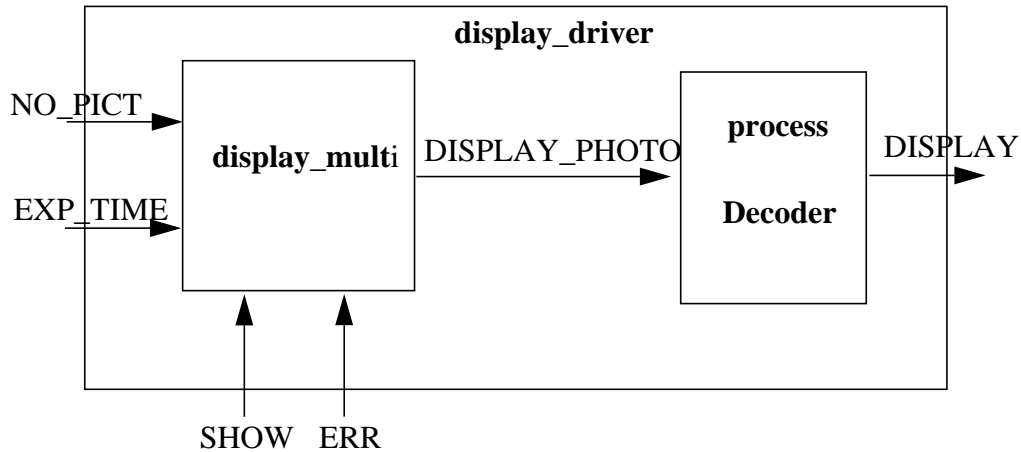 display_driver
NO_PICT
display_multi
DISPLAY_PHOTO
process
DISPLAY
EXP_TIME
Decoder
SHOW ERR